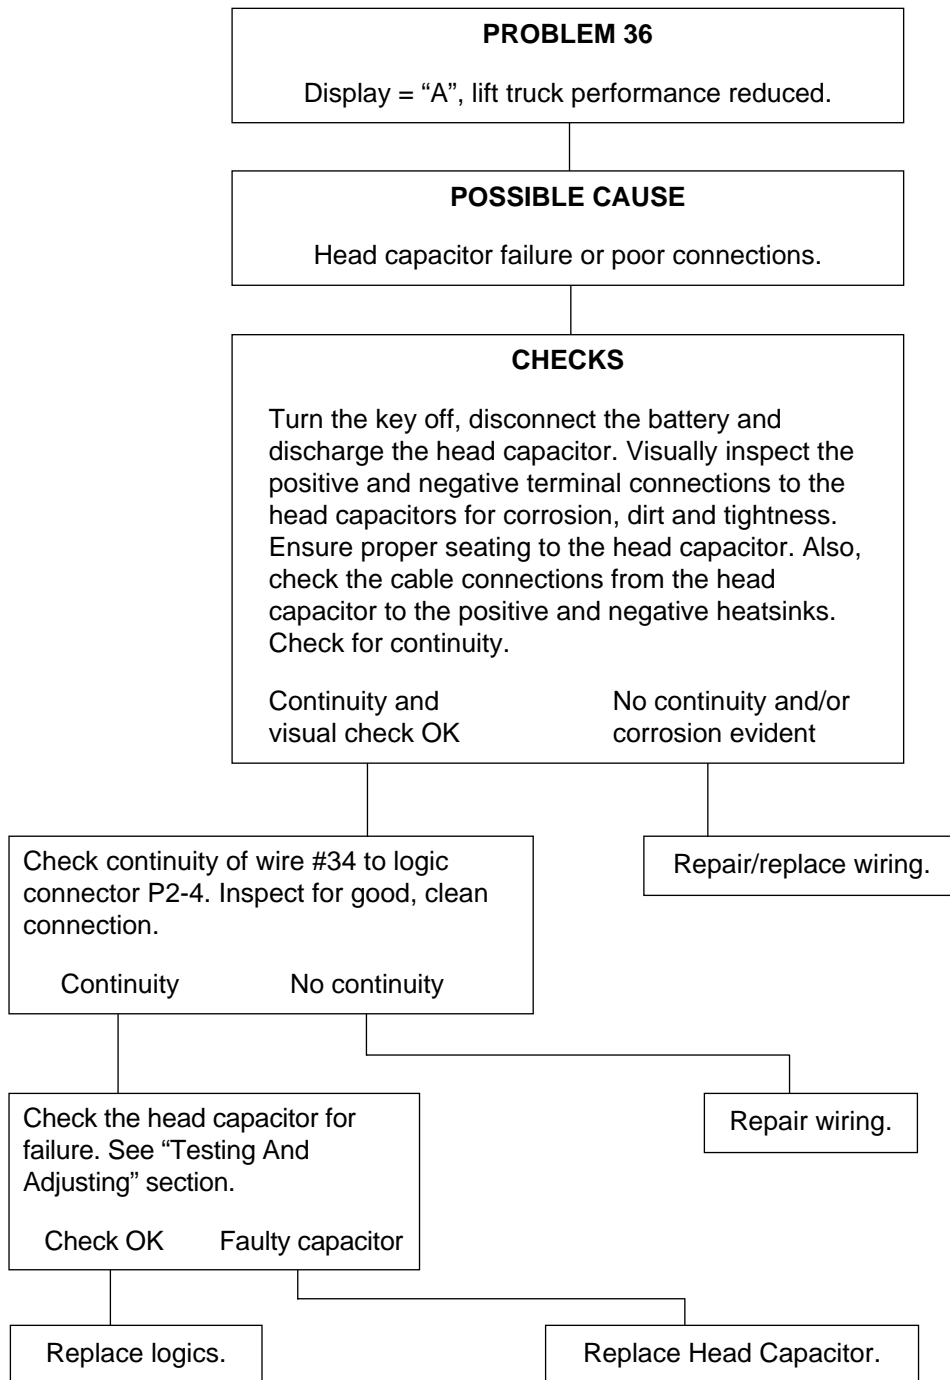 PROBLEM 36
Display = “A”, lift truck performance reduced.
POSSIBLE CAUSE
Head capacitor failure or poor connections.
CHECKS
Turn the key off, disconnect the battery and
discharge the head capacitor. Visually inspect the
positive and negative terminal connections to the
head capacitors for corrosion, dirt and tightness.
Ensure proper seating to the head capacitor. Also,
check the cable connections from the head
capacitor to the positive and negative heatsinks.
Check for continuity.
Continuity and
visual check OK
No continuity and/or
corrosion evident
Check continuity of wire #34 to logic
connector P2-4. Inspect for good, clean
connection.
Continuity
No continuity
Repair/replace wiring.
Check the head capacitor for
failure. See “Testing And
Adjusting” section.
Check OK
Faulty capacitor
Repair wiring.
Replace logics.
Replace Head Capacitor.